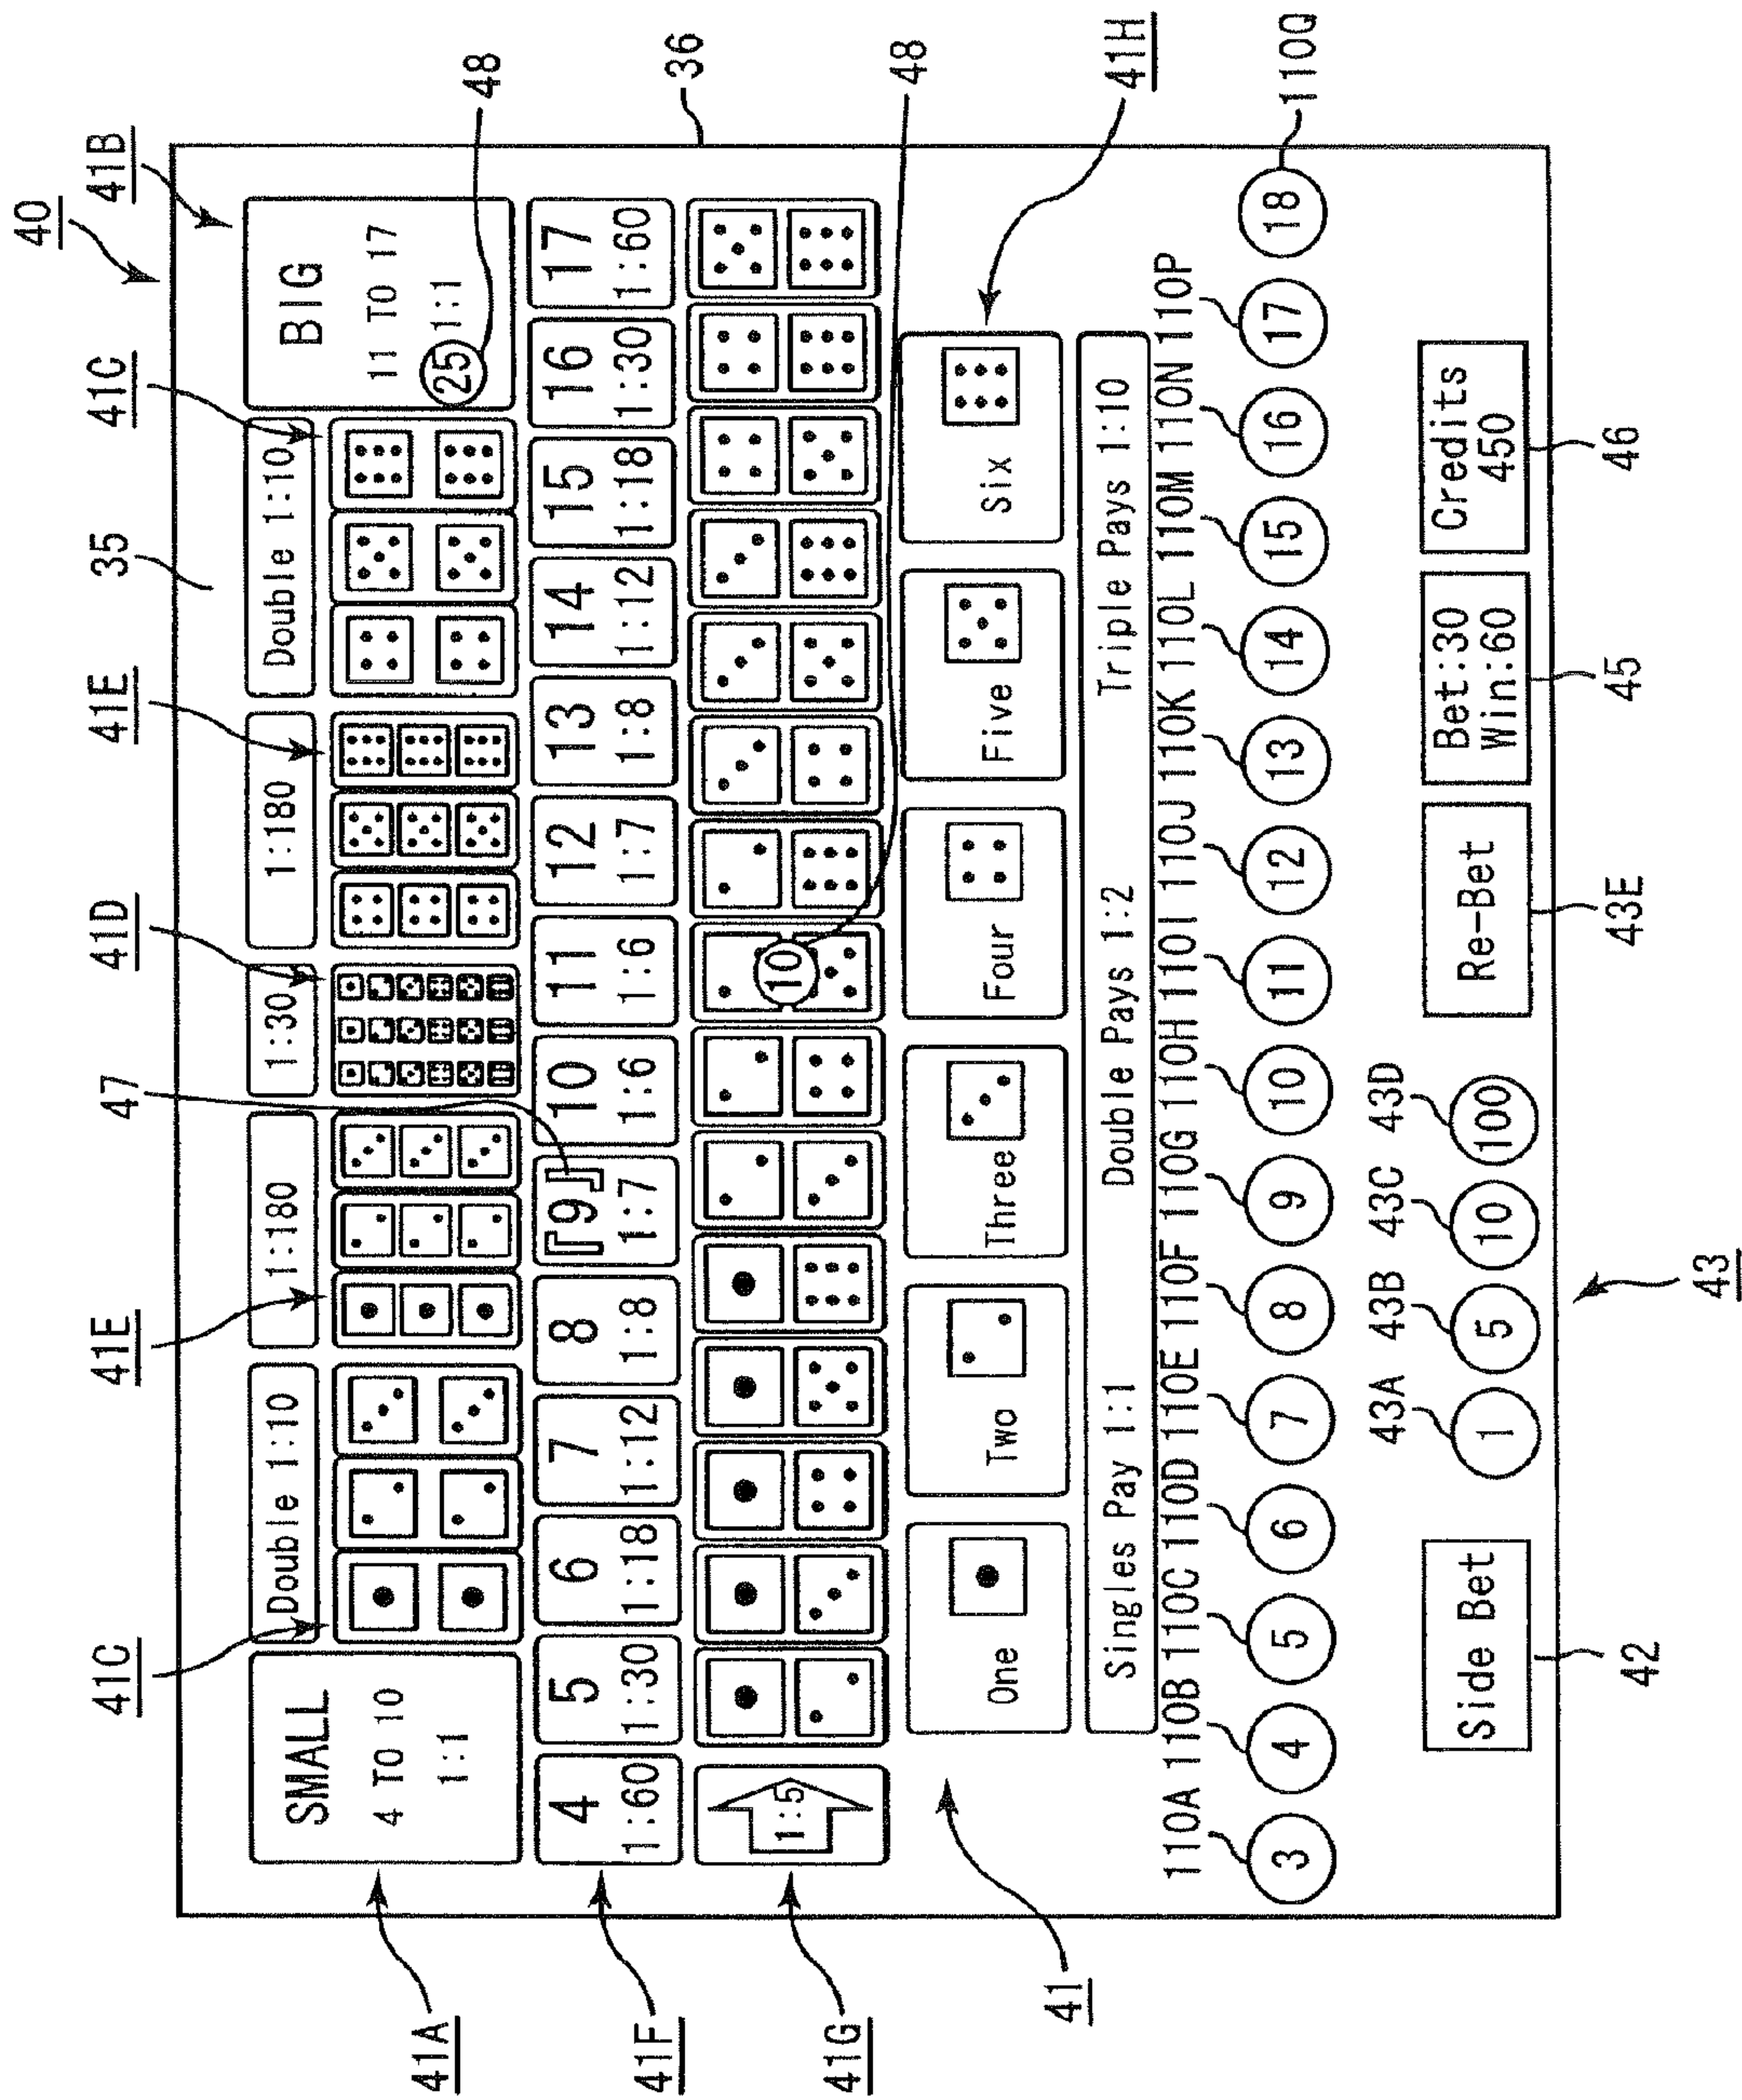 40
41B
35
41C
41E
41D
47
41E
41C
48
SMALL
4 TO 10
1:1
Double 1:10
1:180
1:30
1:180
Double 1:10
BIG
11 TO 17
1:1
25
36
41A
4 5 6 7 8 『9』 10 11 12 13 14 15 16 17
1:60 1:30 1:18 1:12 1:8 1:7 1:6 1:6 1:7 1:8 1:12 1:18 1:30 1:60
41F
1:5
10
48
41G
One Two Three Four Five Six
41H
41
Singles Pay 1:1 Double Pays 1:2 Triple Pays 1:10
110A 110B 110C 110D 110E 110F 110G 110H 110I 110J 110K 110L 110M 110N 110P
110Q
3 4 5 6 7 8 9 10 11 12 13 14 15 16 17 18
43A 43B 43C 43D
Side Bet
1 5 10 100
Re-Bet
Bet:30
Win:60
Credits
450
42
43
43E
45
46